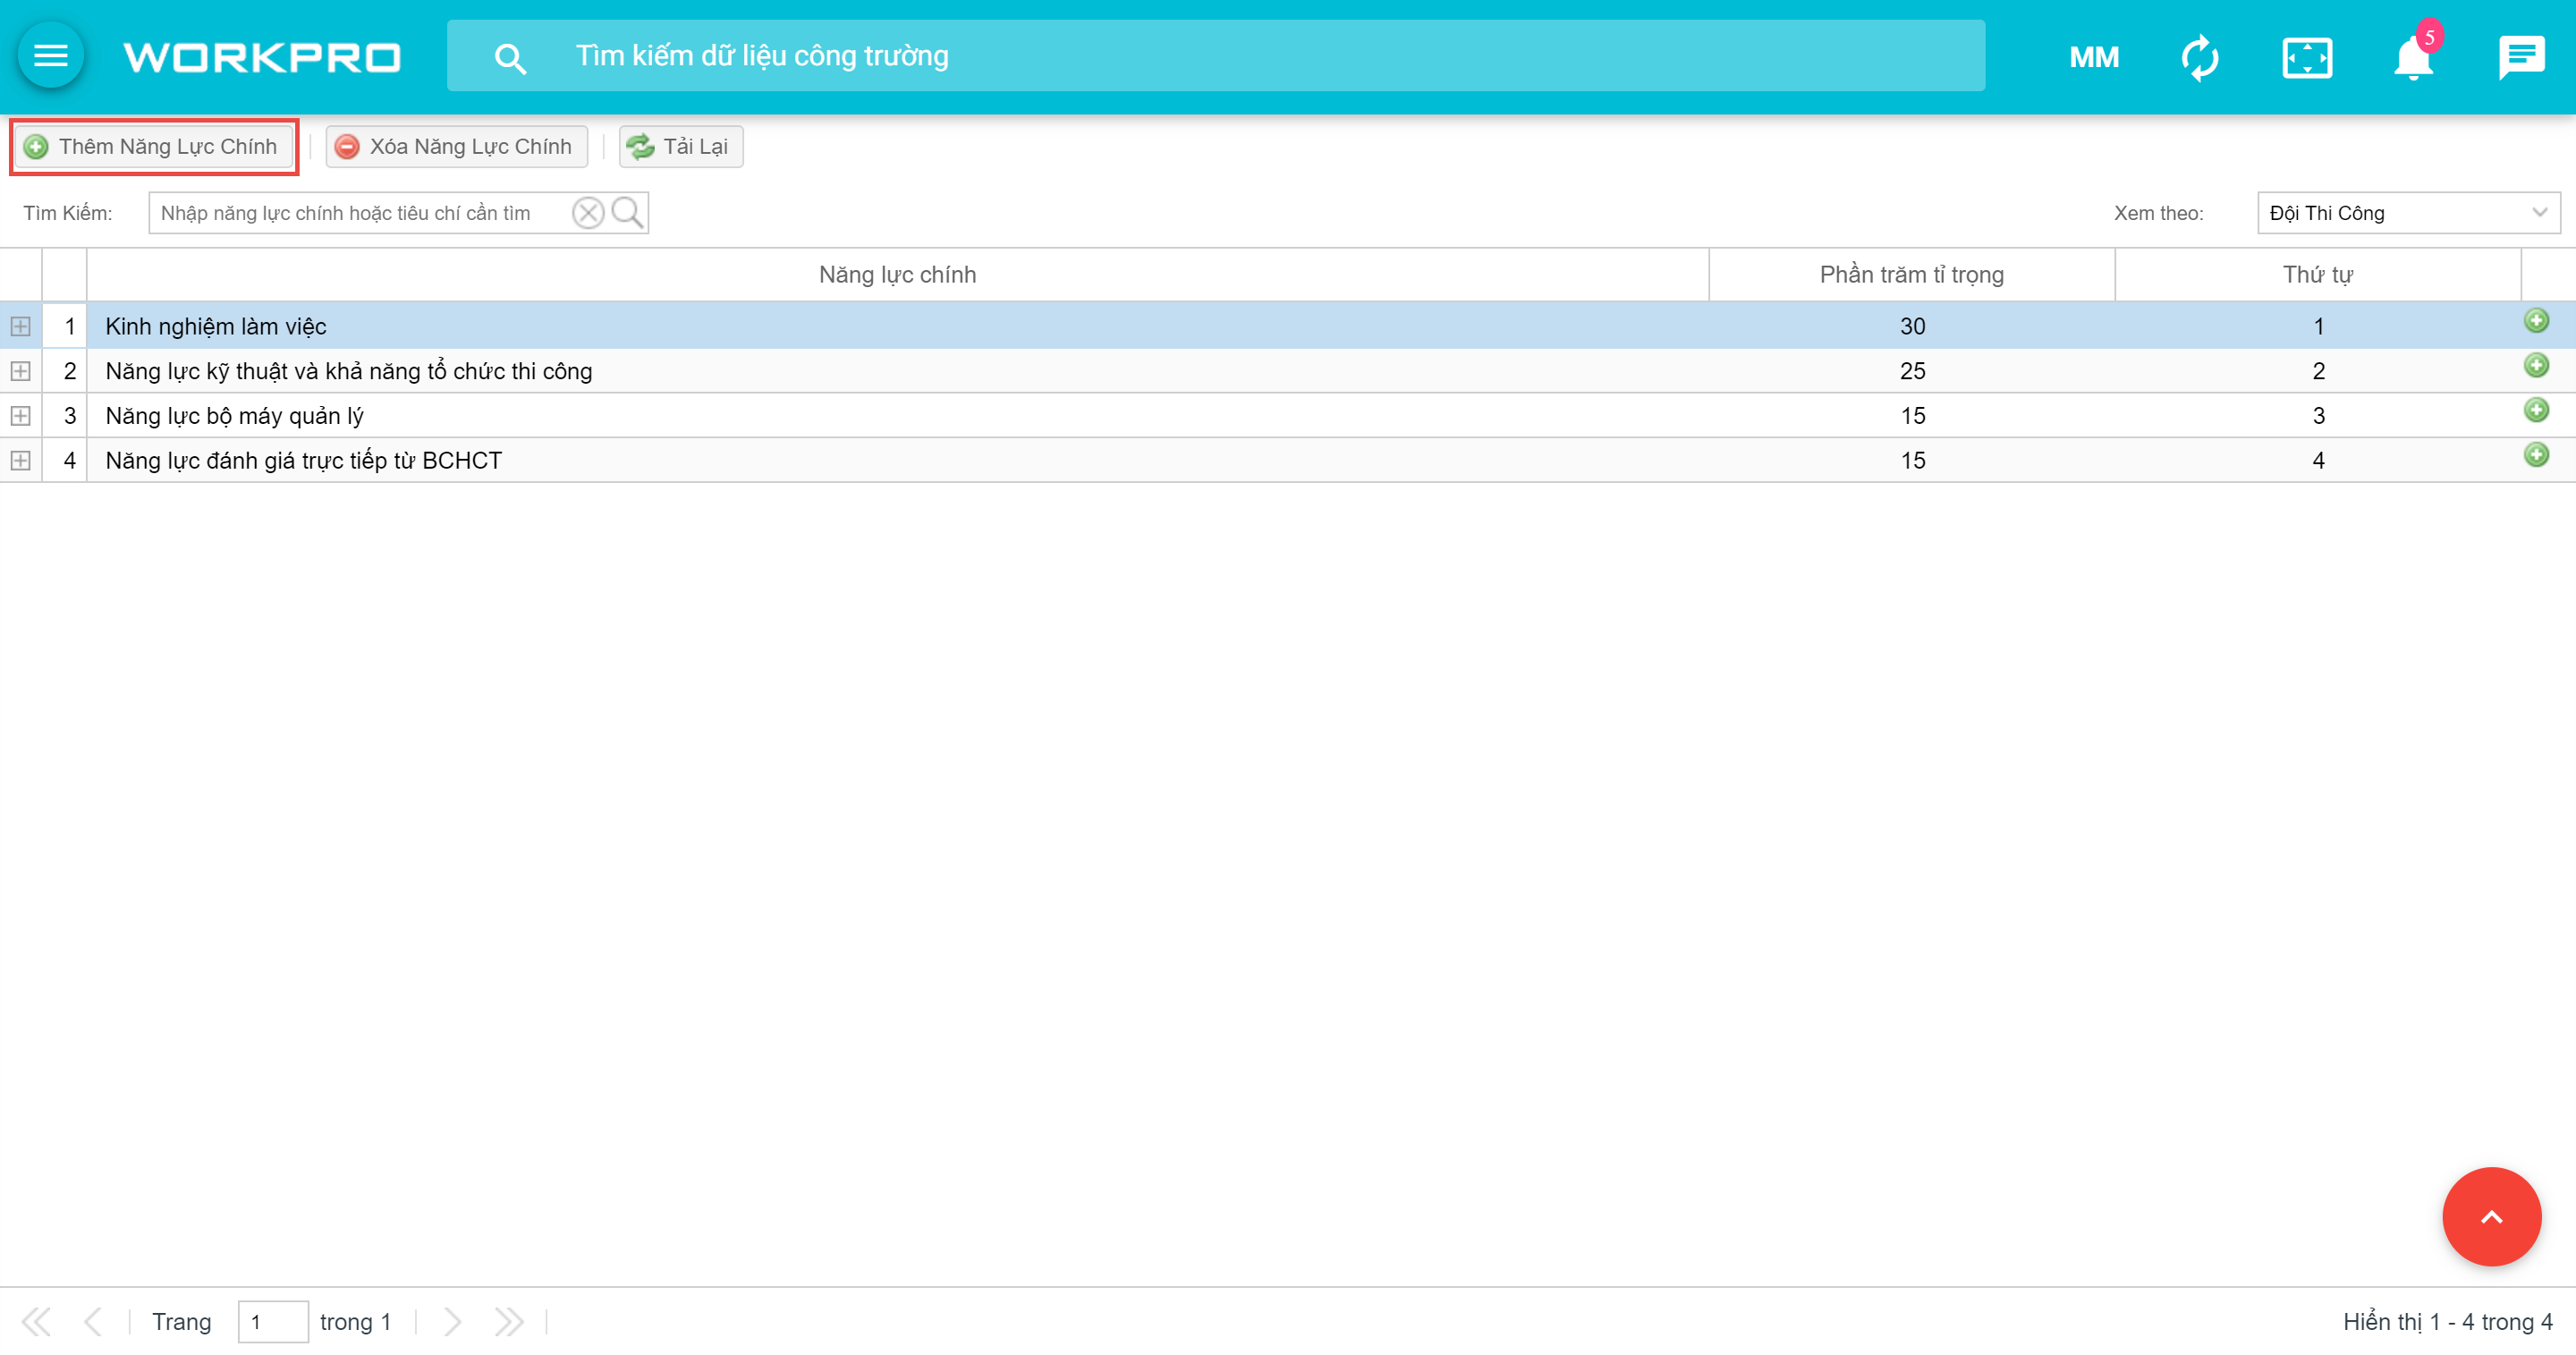 WORKPRO Tìm kiếm dữ liệu công trường MM 5
Thêm Năng Lực Chính Xóa Năng Lực Chính Tải Lại
Tìm Kiếm: Nhập năng lực chính hoặc tiêu chí cần tìm Xem theo: Đội Thi Công
Năng lực chính Phần trăm tỉ trọng Thứ tự
1 Kinh nghiệm làm việc 30 1
2 Năng lực kỹ thuật và khả năng tổ chức thi công 25 2
3 Năng lực bộ máy quản lý 15 3
4 Năng lực đánh giá trực tiếp từ BCHCT 15 4
Trang 1 trong 1 Hiển thị 1 - 4 trong 4